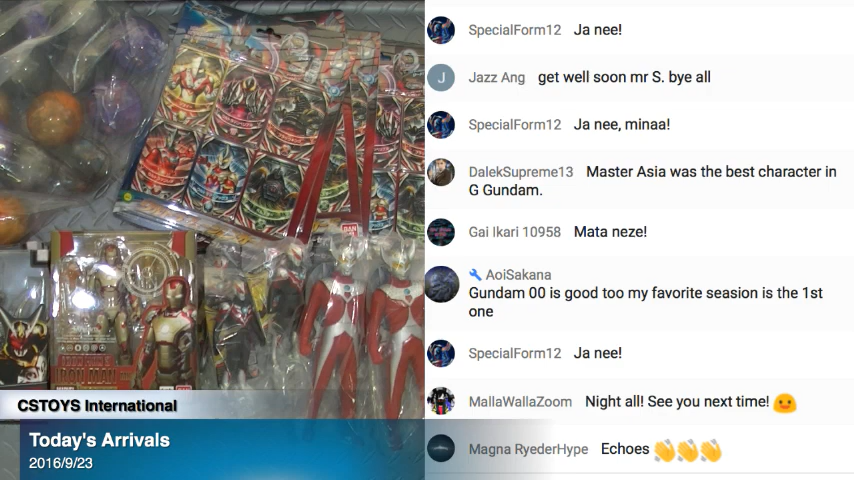 SpecialForm12 Ja nee!
J Jazz Ang get well soon mr S. bye all
SpecialForm12 Ja nee, minaa!
DalekSupreme13 Master Asia was the best character in
G Gundam.
Gai Ikari 10958 Mata neze!
AoiSakana
Gundam 00 is good too my favorite seasion is the 1st
one
SpecialForm12 Ja nee!
MallaWallaZoom Night all! See you next time!
Magna RyederHype Echoes
IRON MAN
CSTOYS International
Today's Arrivals
2016/9/23